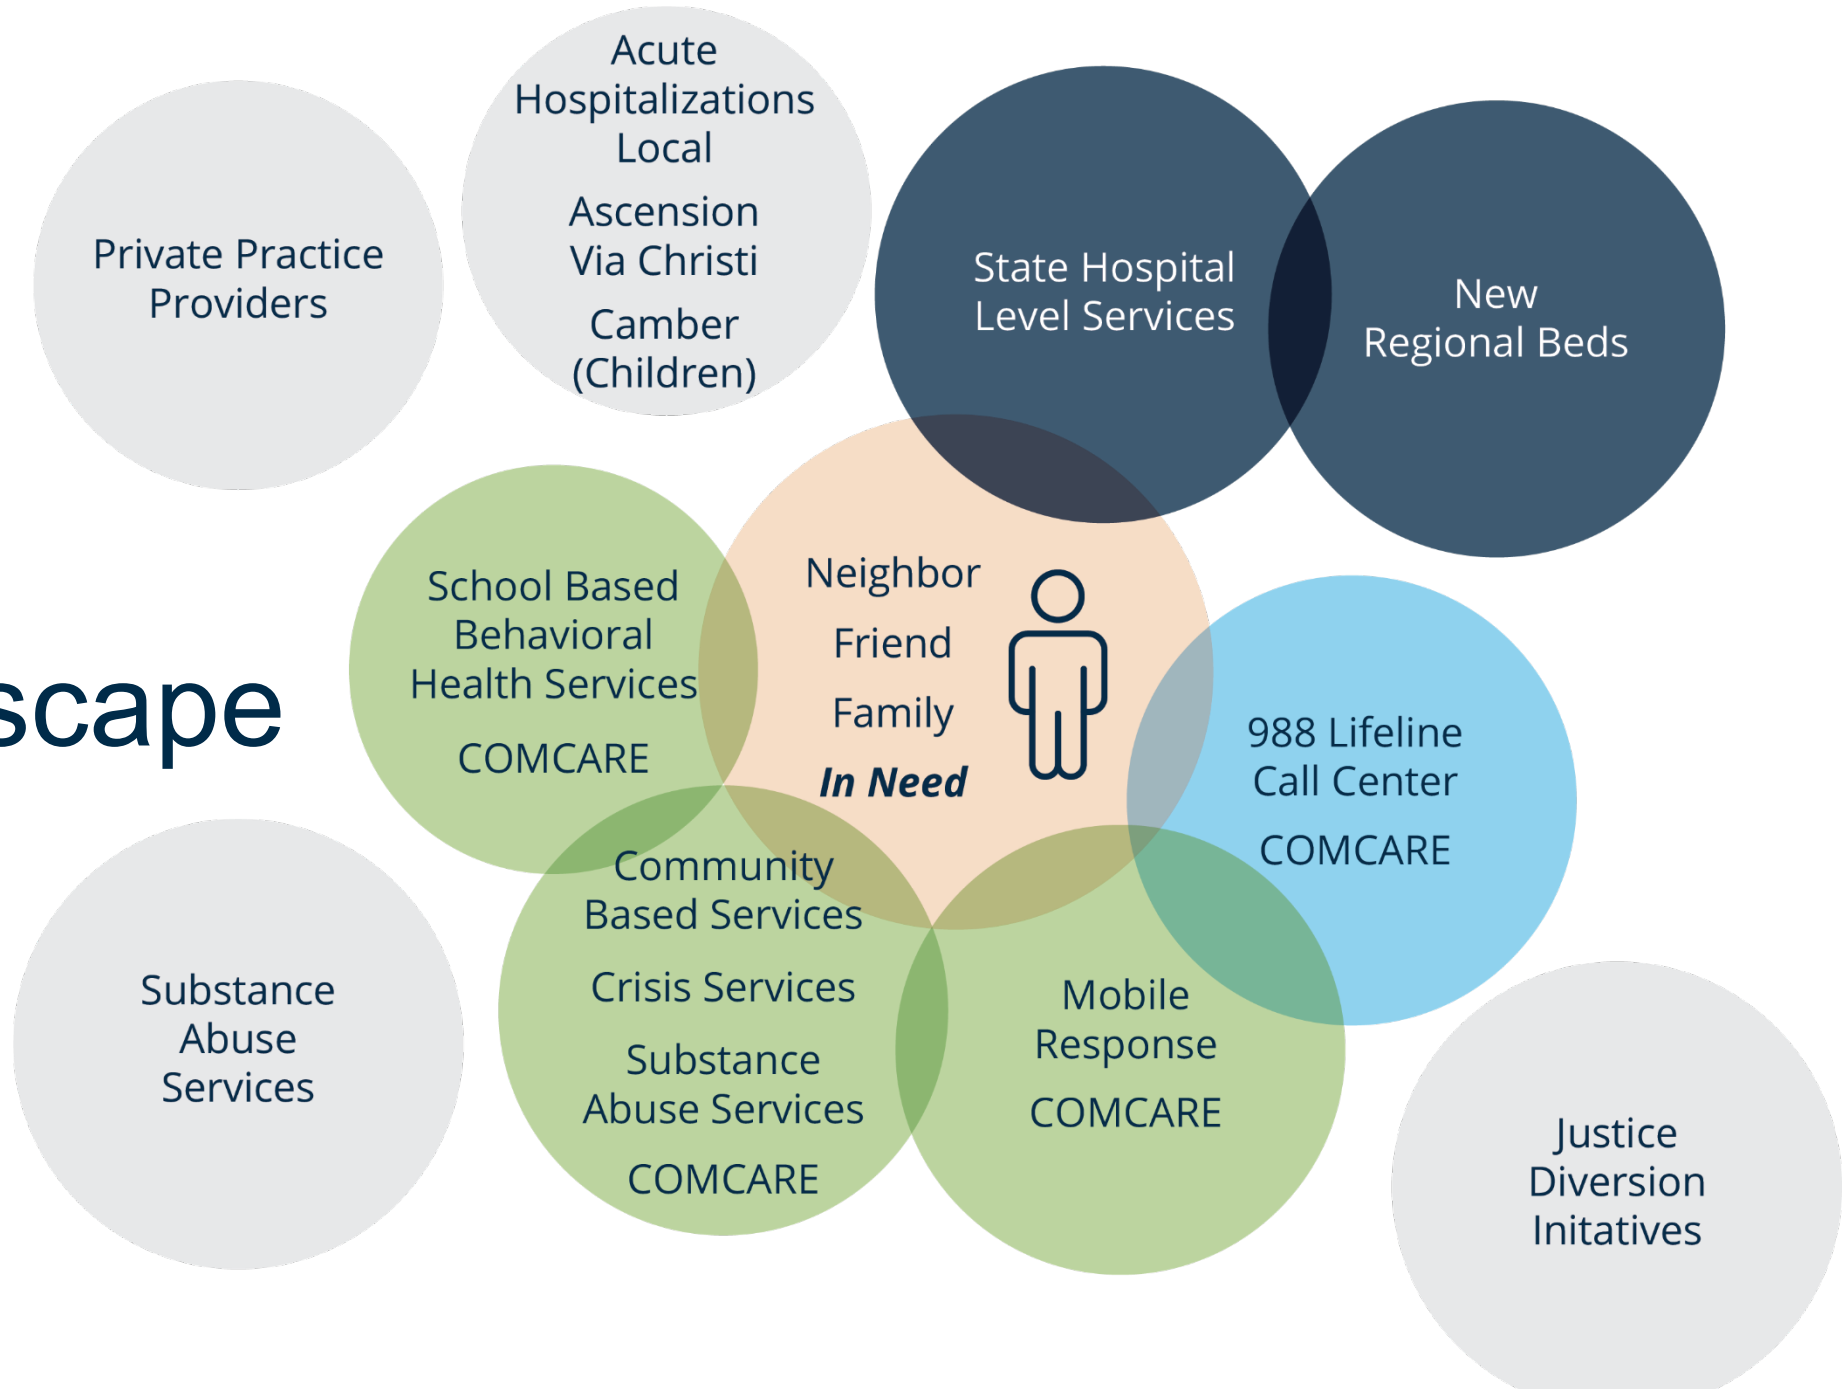 Acute
Hospitalizations
Local
Ascension
Via Christi
Camber
(Children)
Private Practice
Providers
State Hospital
Level Services
New
Regional Beds
School Based
Behavioral
Health Services
COMCARE
Neighbor
Friend
Family
In Need
scape
988 Lifeline
Call Center
COMCARE
Community
Based Services
Crisis Services
Substance
Abuse Services
COMCARE
Mobile
Response
COMCARE
Substance
Abuse
Services
Justice
Diversion
Initatives